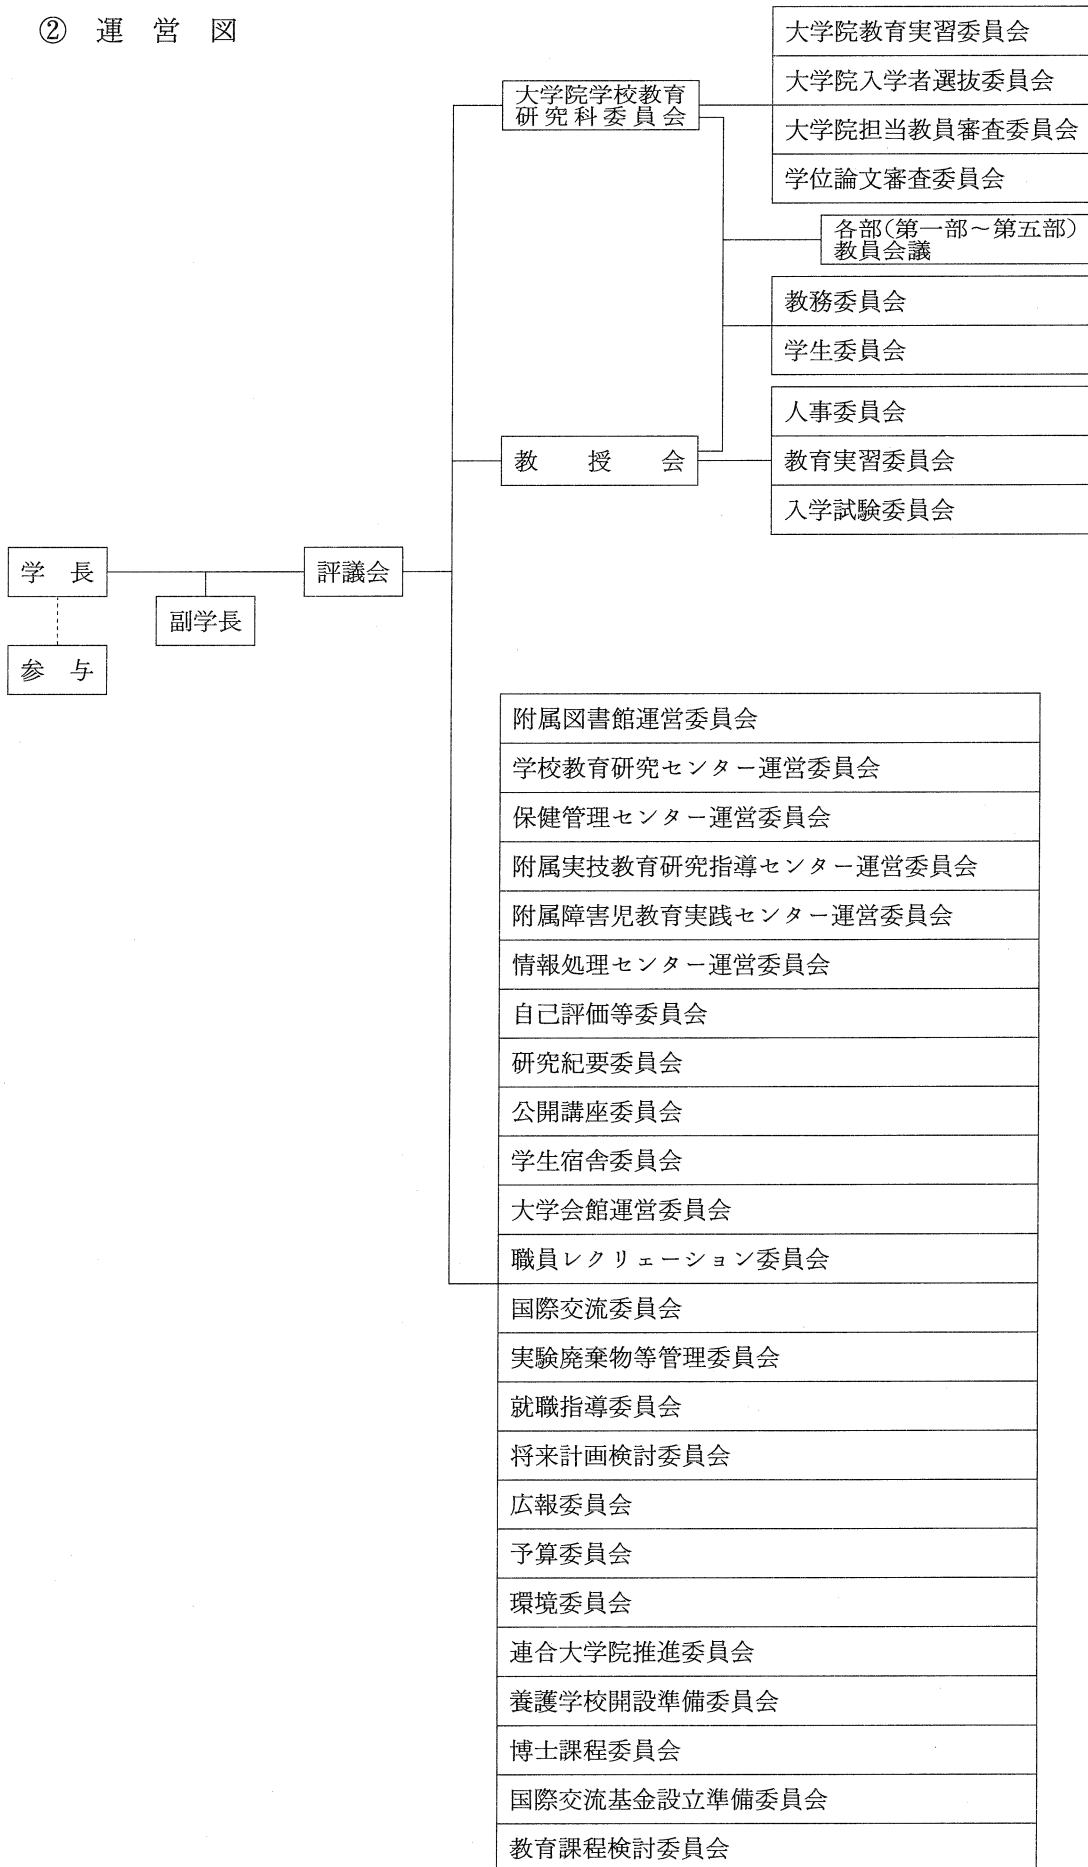 ② 運営図
大学院教育実習委員会
大学院入学者選抜委員会
大学院担当教員審査委員会
学位論文審査委員会
大学院学校教育
研究科委員会
各部(第一部~第五部)
教員会議
教務委員会
学生委員会
人事委員会
教育実習委員会
入学試験委員会
教授会
学長
副学長
評議会
参与
附属図書館運営委員会
学校教育研究センター運営委員会
保健管理センター運営委員会
附属実技教育研究指導センター運営委員会
附属障害児教育実践センター運営委員会
情報処理センター運営委員会
自己評価等委員会
研究紀要委員会
公開講座委員会
学生宿舎委員会
大学会館運営委員会
職員レクリェーション委員会
国際交流委員会
実験廃棄物等管理委員会
就職指導委員会
将来計画検討委員会
広報委員会
予算委員会
環境委員会
連合大学院推進委員会
養護学校開設準備委員会
博士課程委員会
国際交流基金設立準備委員会
教育課程検討委員会